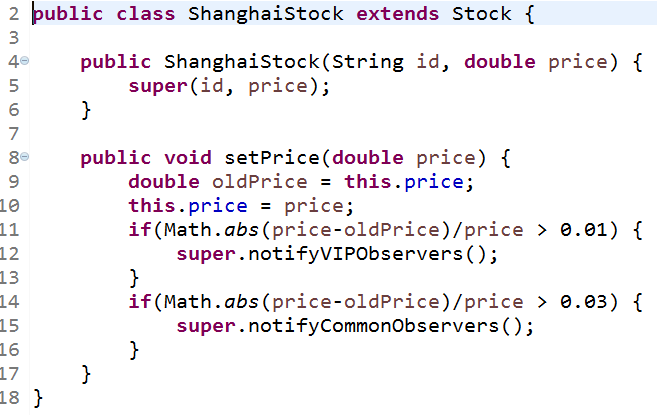 2 public class ShanghaiStock extends Stock {
3
4 public ShanghaiStock(String id, double price) {
5 super(id, price);
6 }
7
8 public void setPrice(double price) {
9 double oldPrice = this.price;
10 this.price = price;
11 if(Math.abs(price-oldPrice)/price > 0.01) {
12 super.notifyVIPObservers();
13 }
14 if(Math.abs(price-oldPrice)/price > 0.03) {
15 super.notifyCommonObservers();
16 }
17 }
18 }